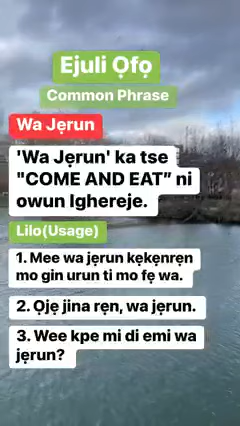 Ejuli Ọfọ
Common Phrase
Wa Jẹrun
'Wa Jẹrun' ka tse
"COME AND EAT” ni
owun Ighereje.
Lilo(Usage)
1. Mee wa jẹrun kẹkẹnrẹn
mo gin urun ti mo fẹ wa.
2. Ọjẹ jina rẹn, wa jẹrun.
3. Wee kpe mi di emi wa
jẹrun?